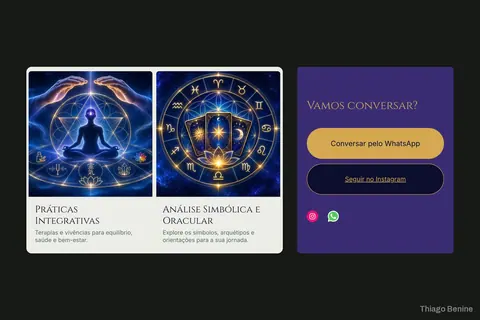 Práticas
Integrativas
Terapias e vivências para equilíbrio,
saúde e bem-estar.
Análise Simbólica e
Oracular
Explore os símbolos, arquétipos e
orientações para a sua jornada.
Vamos conversar?
Conversar pelo WhatsApp
Seguir no Instagram
Thiago Benine